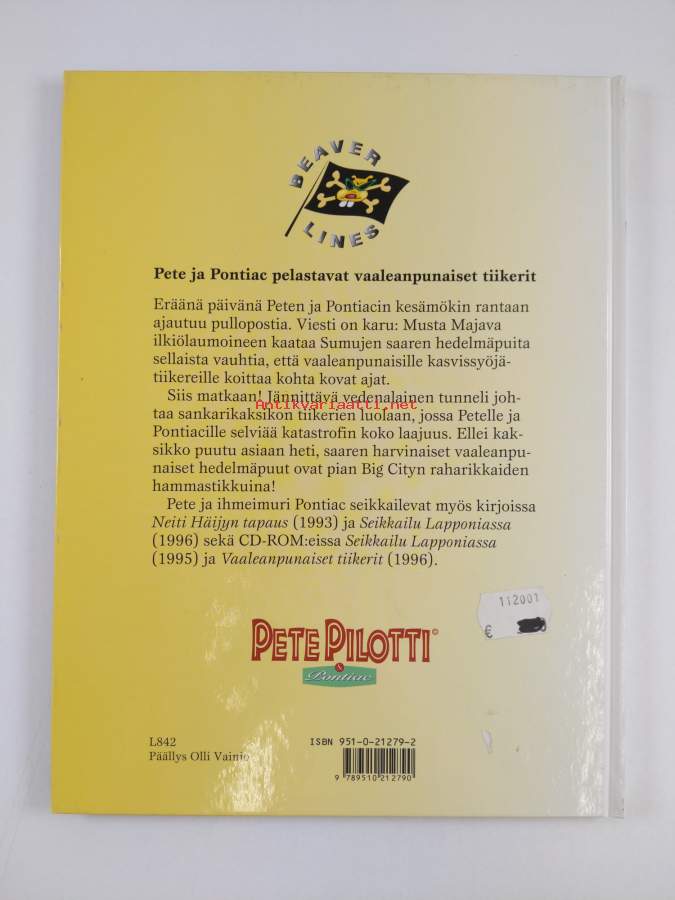 BEAVER
LINES
Pete ja Pontiac pelastavat vaaleanpunaiset tiikerit
Eräänä päivänä Peten ja Pontiacin kesämökin rantaan
ajautuu pullopostia. Viesti on karu: Musta Majava
ilkiölaumoineen kaataa Sumujen saaren hedelmäpuita
sellaista vauhtia, että vaaleanpunaisille kasvissyöjä-
tiikereille koittaa kohta kovat ajat.
Siis matkaan! Jännittävä vedenalainen tunneli joh-
Antikvariaatti.net
taa sankarikaksikon tiikerien luolaan, jossa Petelle ja
Pontiacille selviää katastrofin koko laajuus. Ellei kak-
sikko puutu asiaan heti, saaren harvinaiset vaaleanpu-
naiset hedelmäpuut ovat pian Big Cityn raharikkaiden
hammastikkuina!
Pete ja ihmeimuri Pontiac seikkailevat myös kirjoissa
Neiti Häijyn tapaus (1993) ja Seikkailu Lapponiassa
(1996) sekä CD-ROM:eissa Seikkailu Lapponiassa
(1995) ja Vaaleanpunaiset tiikerit (1996).
112001
€
PETE PILOTTI©
& Pontiac
L842
Päällys Olli Vainio
ISBN 951-0-21279-2
9 789510 212790